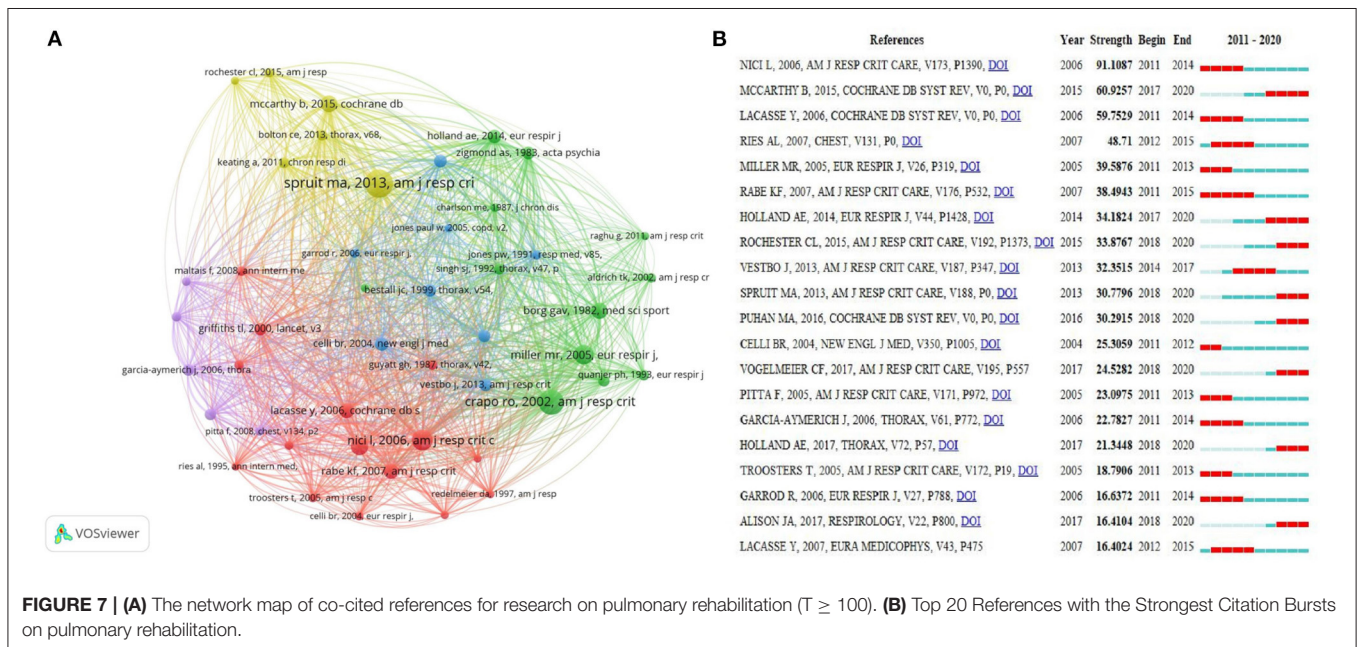 A
rochester cl, 2015, am j resp
mccarthy b, 2015, cochrane db
bolton ce, 2013, thorax, v68,
holland ae, 2014, eur respir j
zigmond as, 1983, acta psychia
keating a, 2011, chron resp di
spruit ma, 2013, am j resp cri
charlson me, 1987, j chron dis
jones paul w, 2005, copd, v2,
raghu g, 2011, am j resp crit
garrod r, 2006, eur respir j,
jones pw, 1991, resp med, v85,
maltais f, 2008, ann intern me
singh sj, 1992, thorax, v47, p
aldrich tk, 2002, am j resp cr
bestall jc, 1999, thorax, v54,
borg gav, 1982, med sci sport
griffiths tl, 2000, lancet, v3
celli br, 2004, new engl j med
miller mr, 2005, eur respir j,
guyatt gh, 1987, thorax, v42,
garcia-aymerich j, 2006, thora
quanjer ph, 1993, eur respir j
vestbo j, 2013, am j resp crit
crapo ro, 2002, am j resp crit
lacasse y, 2006, cochrane db s
pitta f, 2008, chest, v134, p2
nici l, 2006, am j resp crit c
ries al, 1995, ann intern med,
rabe kf, 2007, am j resp crit
redelmeier da, 1997, am j resp
troosters t, 2005, am j resp c
celli br, 2004, eur respir j,
VOSviewer
B
References Year Strength Begin End 2011 - 2020
NICI L, 2006, AM J RESP CRIT CARE, V173, P1390, DOI 2006 91.1087 2011 2014
MCCARTHY B, 2015, COCHRANE DB SYST REV, V0, P0, DOI 2015 60.9257 2017 2020
LACASSE Y, 2006, COCHRANE DB SYST REV, V0, P0, DOI 2006 59.7529 2011 2014
RIES AL, 2007, CHEST, V131, P0, DOI 2007 48.71 2012 2015
MILLER MR, 2005, EUR RESPIR J, V26, P319, DOI 2005 39.5876 2011 2013
RABE KF, 2007, AM J RESP CRIT CARE, V176, P532, DOI 2007 38.4943 2011 2015
HOLLAND AE, 2014, EUR RESPIR J, V44, P1428, DOI 2014 34.1824 2017 2020
ROCHESTER CL, 2015, AM J RESP CRIT CARE, V192, P1373, DOI 2015 33.8767 2018 2020
VESTBO J, 2013, AM J RESP CRIT CARE, V187, P347, DOI 2013 32.3515 2014 2017
SPRUIT MA, 2013, AM J RESP CRIT CARE, V188, P0, DOI 2013 30.7796 2018 2020
PUHAN MA, 2016, COCHRANE DB SYST REV, V0, P0, DOI 2016 30.2915 2018 2020
CELLI BR, 2004, NEW ENGL J MED, V350, P1005, DOI 2004 25.3059 2011 2012
VOGELMEIER CF, 2017, AM J RESP CRIT CARE, V195, P557 2017 24.5282 2018 2020
PITTA F, 2005, AM J RESP CRIT CARE, V171, P972, DOI 2005 23.0975 2011 2013
GARCIA-AYMERICH J, 2006, THORAX, V61, P772, DOI 2006 22.7827 2011 2014
HOLLAND AE, 2017, THORAX, V72, P57, DOI 2017 21.3448 2018 2020
TROOSTERS T, 2005, AM J RESP CRIT CARE, V172, P19, DOI 2005 18.7906 2011 2013
GARROD R, 2006, EUR RESPIR J, V27, P788, DOI 2006 16.6372 2011 2014
ALISON JA, 2017, RESPIROLOGY, V22, P800, DOI 2017 16.4104 2018 2020
LACASSE Y, 2007, EURA MEDICOPHYS, V43, P475 2007 16.4024 2012 2015
FIGURE 7 | (A) The network map of co-cited references for research on pulmonary rehabilitation (T ≥ 100). (B) Top 20 References with the Strongest Citation Bursts
on pulmonary rehabilitation.